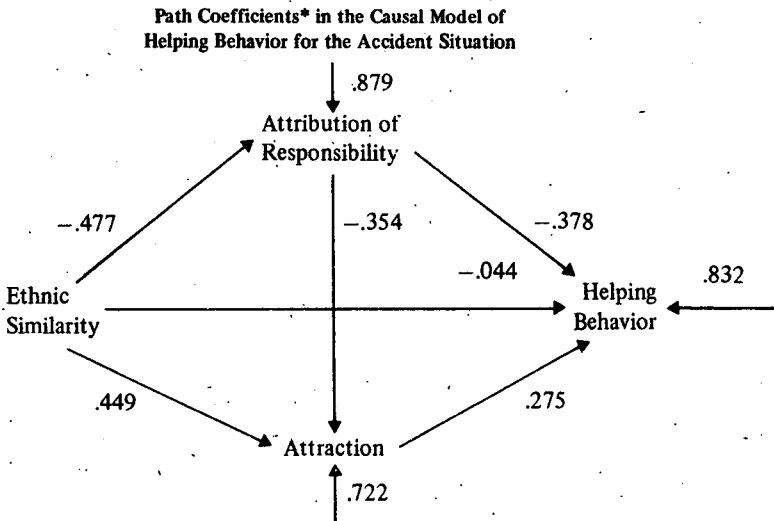 Path Coefficients* in the Causal Model of
Helping Behavior for the Accident Situation
.879
Attribution of
Responsibility
−.477
−.354
−.378
−.044
Ethnic
Similarity
Helping
Behavior
.832
.449
.275
Attraction
.722